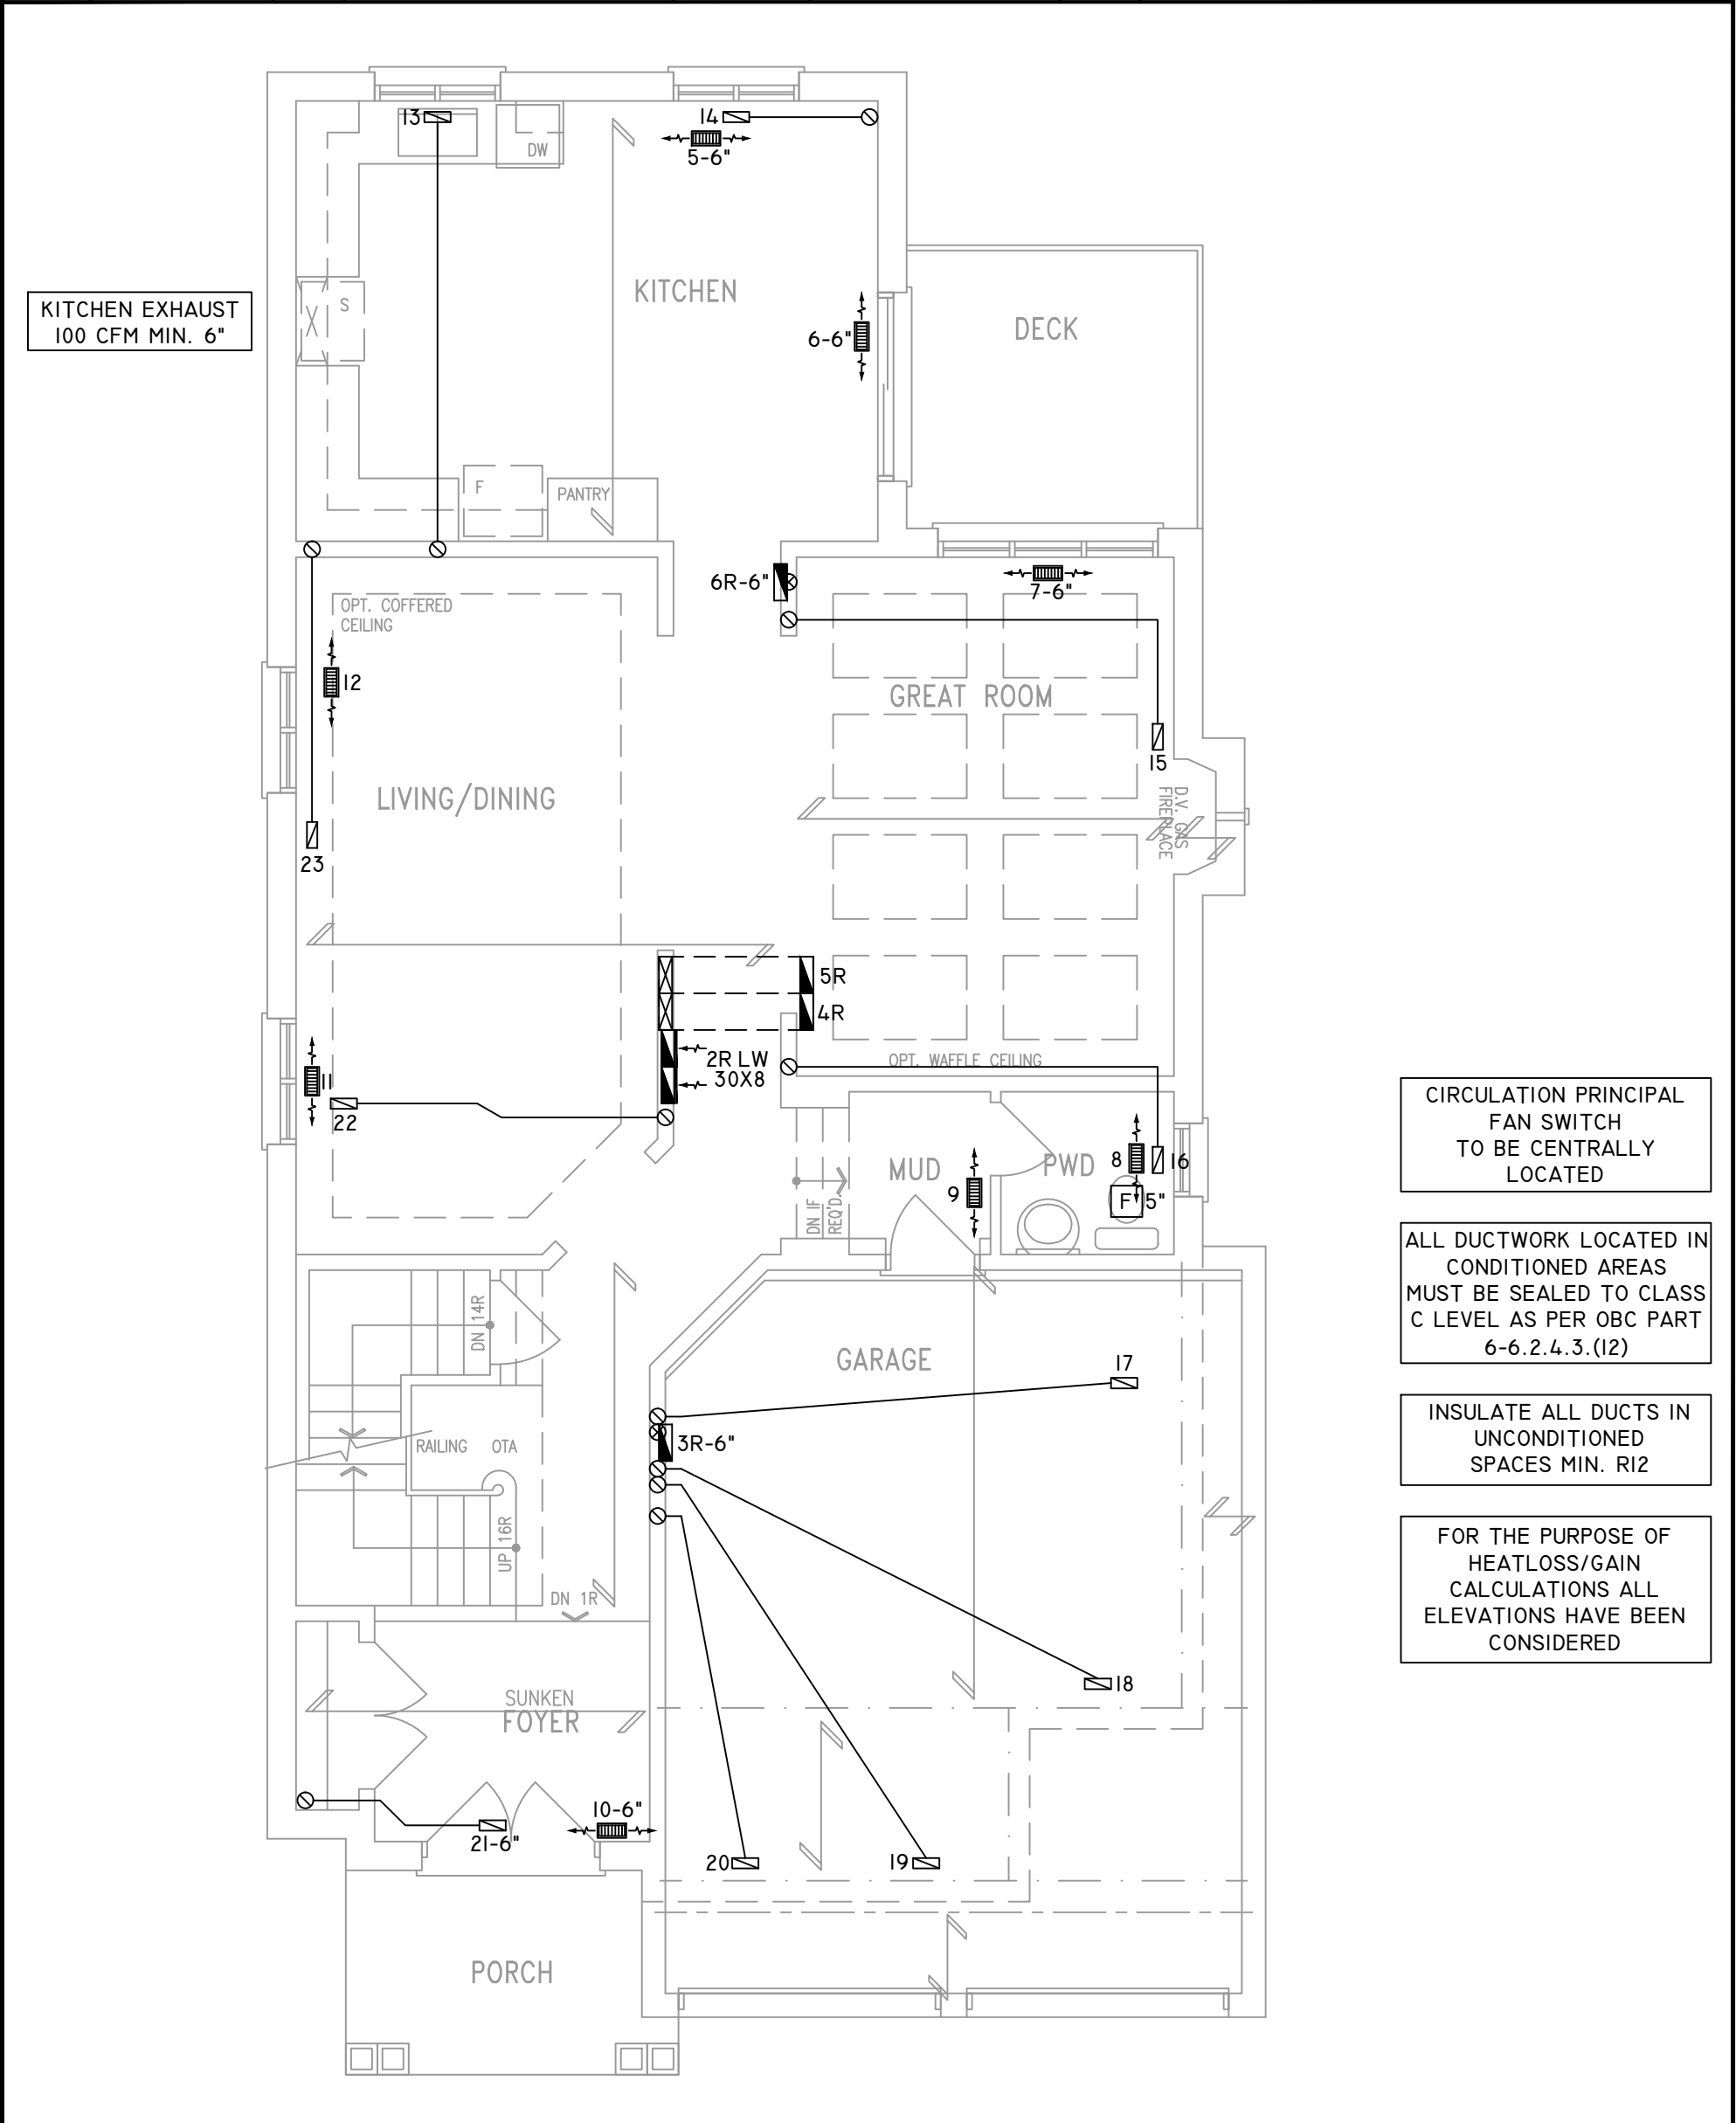 13
14
DW
5-6"
KITCHEN
KITCHEN EXHAUST
100 CFM MIN. 6"
S
6-6"
DECK
F
PANTRY
6R-6"
7-6"
OPT. COFFERED
CEILING
12
GREAT ROOM
15
LIVING/DINING
D.V. GAS
FIREPLACE
23
5R
4R
2R LW
30X8
OPT. WAFFLE CEILING
11
22
MUD
PWD
8
16
9
F
5"
DN IF
REQ'D.
CIRCULATION PRINCIPAL
FAN SWITCH
TO BE CENTRALLY
LOCATED
ALL DUCTWORK LOCATED IN
CONDITIONED AREAS
MUST BE SEALED TO CLASS
C LEVEL AS PER OBC PART
6-6.2.4.3.(12)
DN 14R
GARAGE
17
INSULATE ALL DUCTS IN
UNCONDITIONED
SPACES MIN. R12
RAILING
OTA
3R-6"
UP 16R
FOR THE PURPOSE OF
HEATLOSS/GAIN
CALCULATIONS ALL
ELEVATIONS HAVE BEEN
CONSIDERED
DN 1R
18
SUNKEN
FOYER
10-6"
21-6"
20
19
PORCH